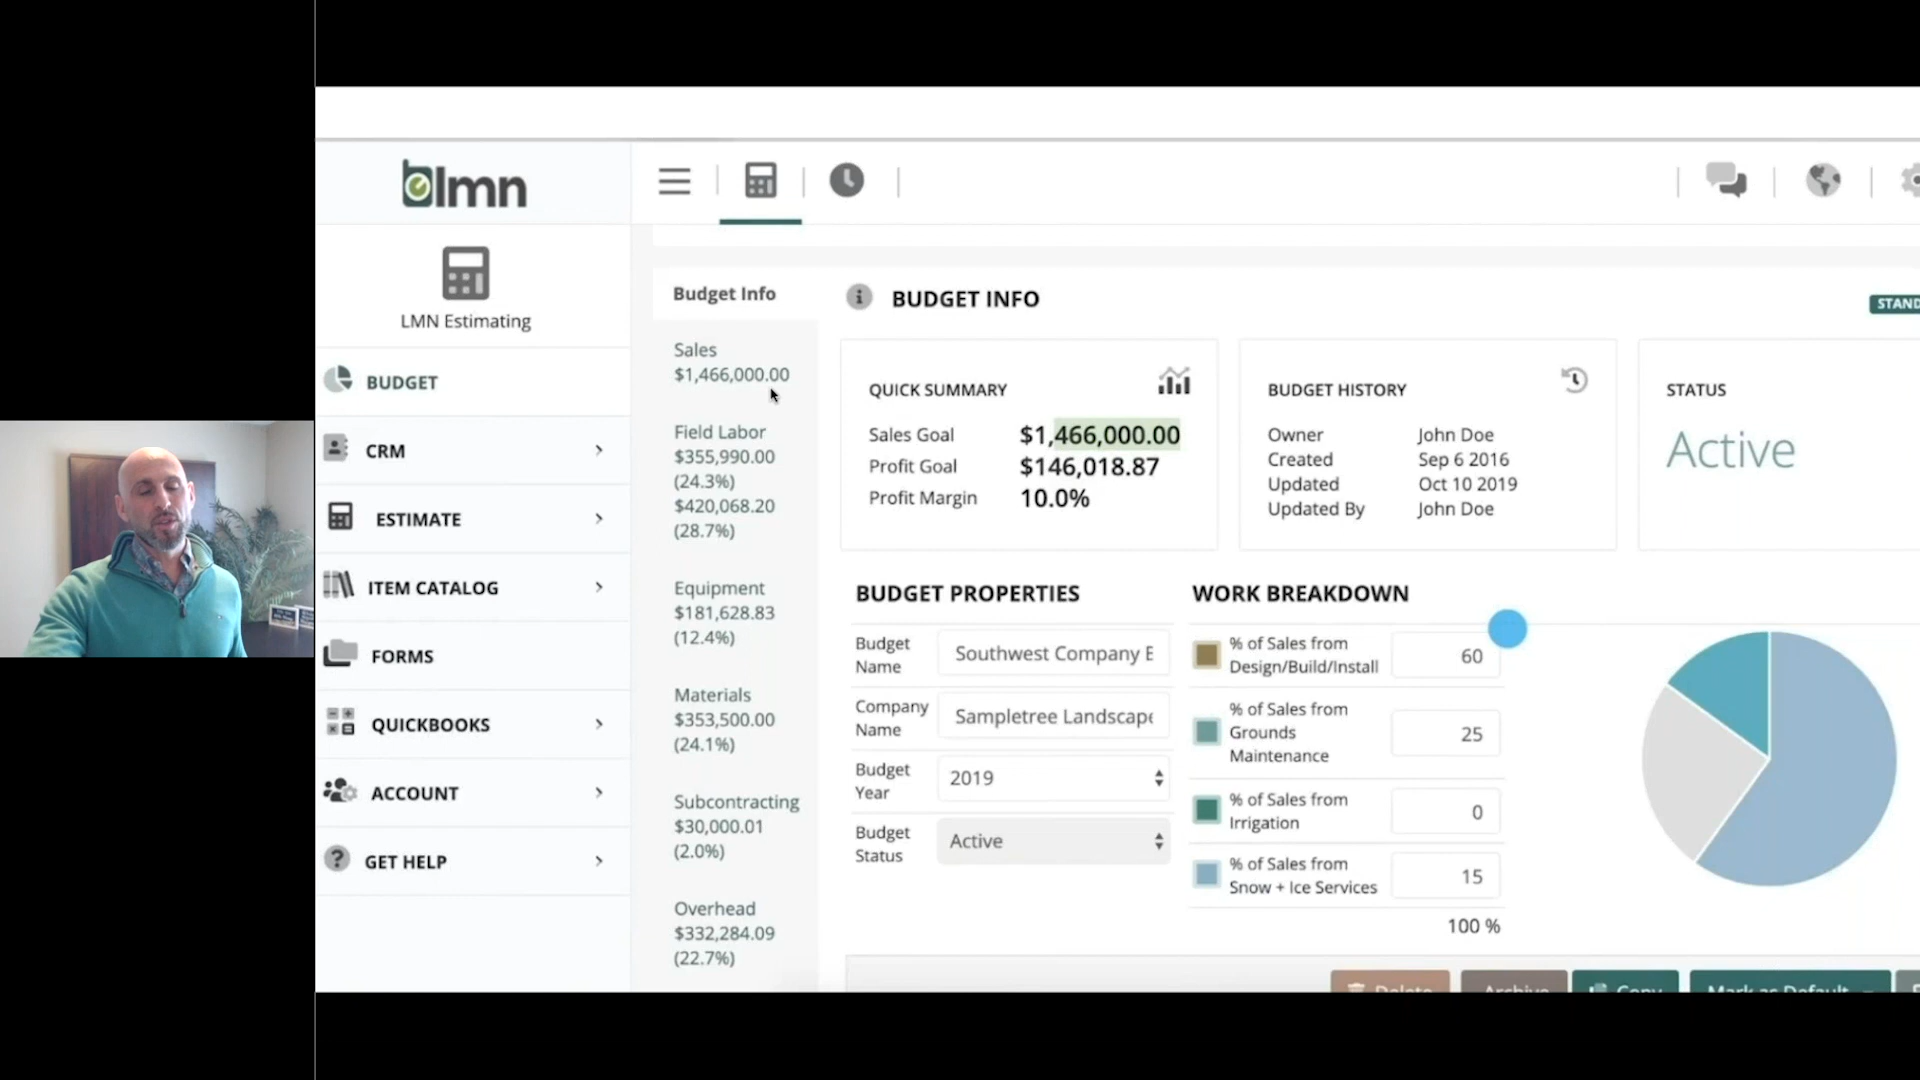 lmn
LMN Estimating
BUDGET
CRM
ESTIMATE
ITEM CATALOG
FORMS
QUICKBOOKS
ACCOUNT
GET HELP
Budget Info
Sales
$1,466,000.00
Field Labor
$355,990.00
(24.3%)
$420,068.20
(28.7%)
Equipment
$181,628.83
(12.4%)
Materials
$353,500.00
(24.1%)
Subcontracting
$30,000.01
(2.0%)
Overhead
$332,284.09
(22.7%)
BUDGET INFO
STAND
QUICK SUMMARY
Sales Goal $1,466,000.00
Profit Goal $146,018.87
Profit Margin 10.0%
BUDGET HISTORY
Owner John Doe
Created Sep 6 2016
Updated Oct 10 2019
Updated By John Doe
STATUS
Active
BUDGET PROPERTIES
Budget
Name
Southwest Company E
Company
Name
Sampletree Landscape
Budget
Year
2019
Budget
Status
Active
WORK BREAKDOWN
% of Sales from
Design/Build/Install
60
% of Sales from
Grounds
Maintenance
25
% of Sales from
Irrigation
0
% of Sales from
Snow + Ice Services
15
100 %
Delete
Archive
Copy
Mark as Default